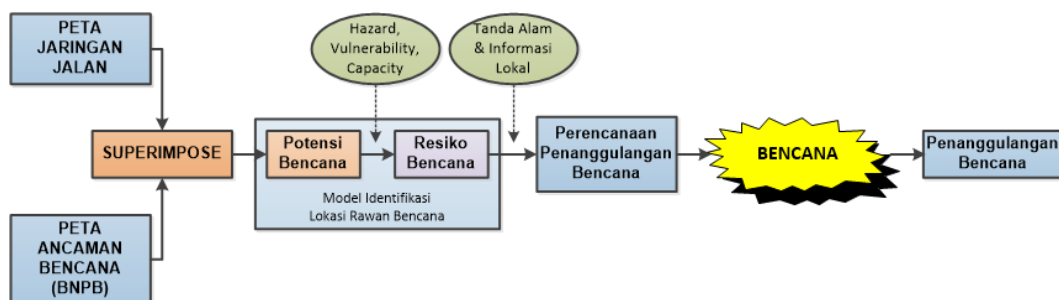 PETA
JARINGAN
JALAN
PETA
ANCAMAN
BENCANA
(BNPB)
SUPERIMPOSE
Hazard,
Vulnerability,
Capacity
Tanda Alam
& Informasi
Lokal
Potensi
Bencana
Resiko
Bencana
Model Identifikasi
Lokasi Rawan Bencana
Perencanaan
Penanggulangan
Bencana
BENCANA
Penanggulangan
Bencana